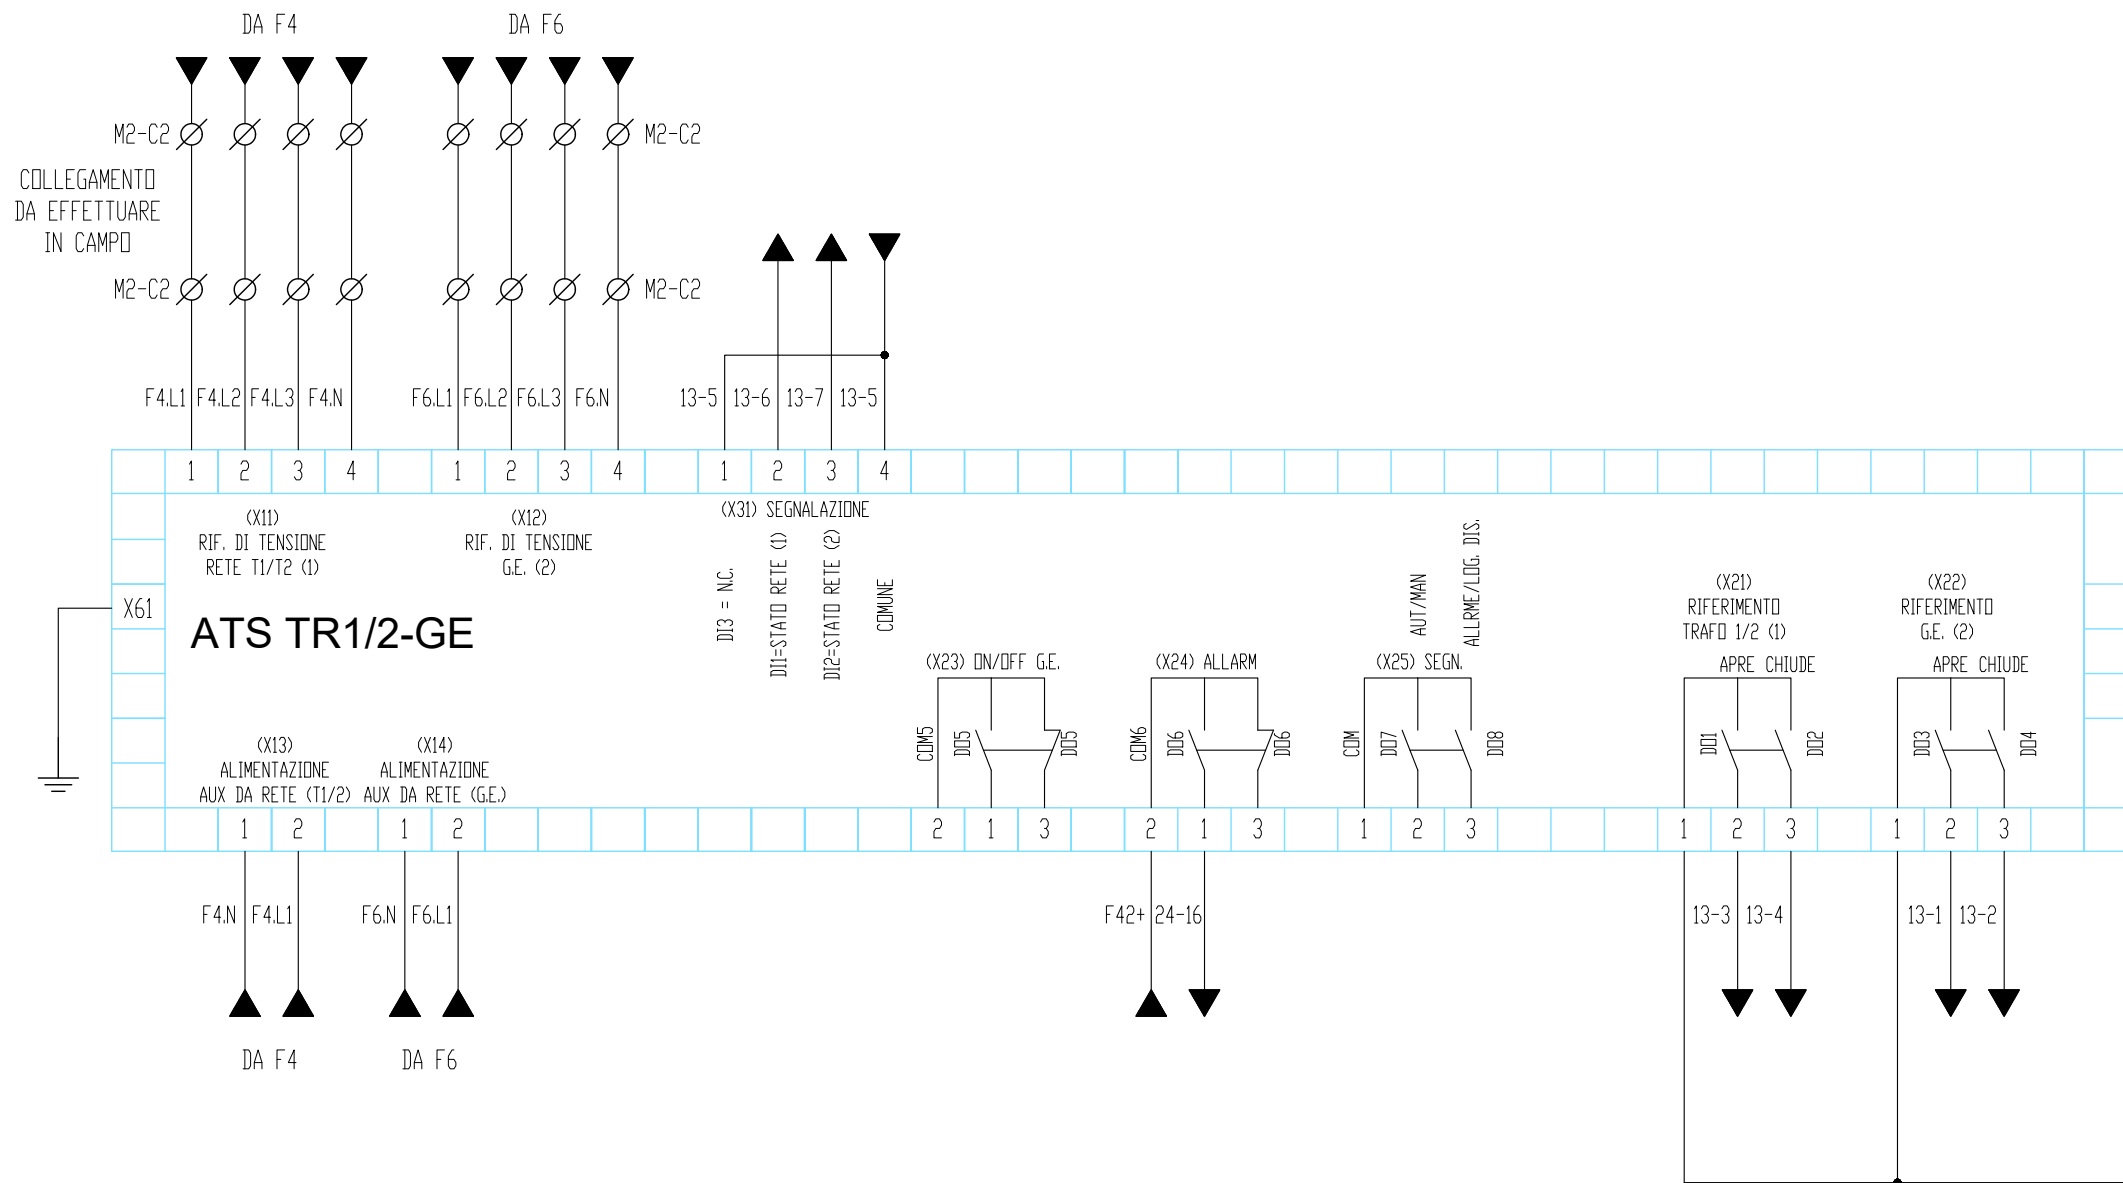 DA F4
DA F6
M2-C2
M2-C2
COLLEGAMENTO
DA EFFETTUARE
IN CAMPO
M2-C2
M2-C2
F4.L1 F4.L2 F4.L3 F4.N
F6.L1 F6.L2 F6.L3 F6.N
13-5 13-6 13-7 13-5
1 2 3 4
1 2 3 4
1 2 3 4
(X11)
RIF. DI TENSIONE
RETE T1/T2 (1)
(X12)
RIF. DI TENSIONE
G.E. (2)
(X31) SEGNALAZIONE
DI3 = N.C.
DI1=STATO RETE (1)
DI2=STATO RETE (2)
COMUNE
X61
ATS TR1/2-GE
AUT/MAN
ALLRME/LOG. DIS.
(X21)
RIFERIMENTO
TRAFO 1/2 (1)
APRE CHIUDE
(X22)
RIFERIMENTO
G.E. (2)
APRE CHIUDE
(X23) ON/OFF G.E.
(X24) ALLARM
(X25) SEGN.
COM5
DO5
DO5
COM6
DO6
DO6
COM
DO7
DO8
DO1
DO2
DO3
DO4
(X13)
ALIMENTAZIONE
AUX DA RETE (T1/2)
(X14)
ALIMENTAZIONE
AUX DA RETE (G.E.)
1 2
1 2
2 1 3
2 1 3
1 2 3
1 2 3
1 2 3
F4.N F4.L1
F6.N F6.L1
F42+ 24-16
13-3 13-4
13-1 13-2
DA F4
DA F6